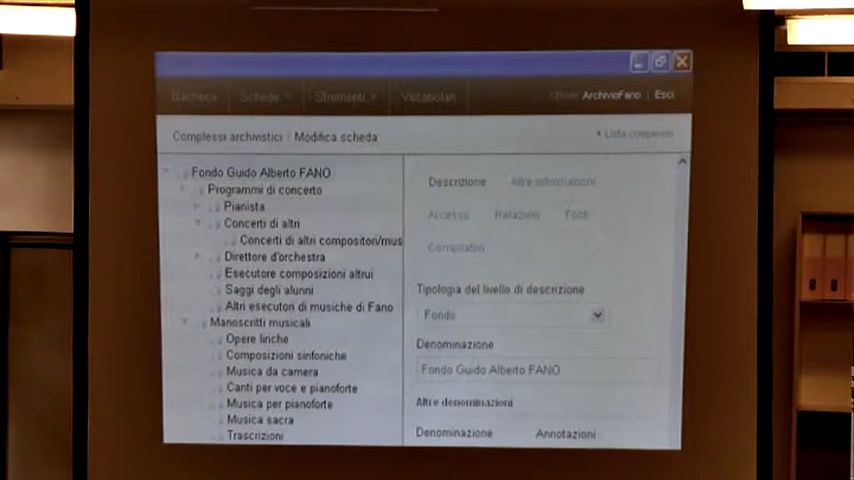 Bacheca Schede Strumenti Vocabolari ArchivioFano | Esci
Complessi archivistici Modifica scheda Lista complessi
Fondo Guido Alberto FANO
Programmi di concerto
Pianista
Concerti di altri
Concerti di altri compositori/mus
Direttore d'orchestra
Esecutore composizioni altrui
Saggi degli alunni
Altri esecutori di musiche di Fano
Manoscritti musicali
Opere liriche
Composizioni sinfoniche
Musica da camera
Canti per voce e pianoforte
Musica per pianoforte
Musica sacra
Trascrizioni
Descrizione Altre informazioni
Accesso Relazioni Fonti
Compilatori
Tipologia del livello di descrizione
Fondo
Denominazione
Fondo Guido Alberto FANO
Altre denominazioni
Denominazione Annotazioni